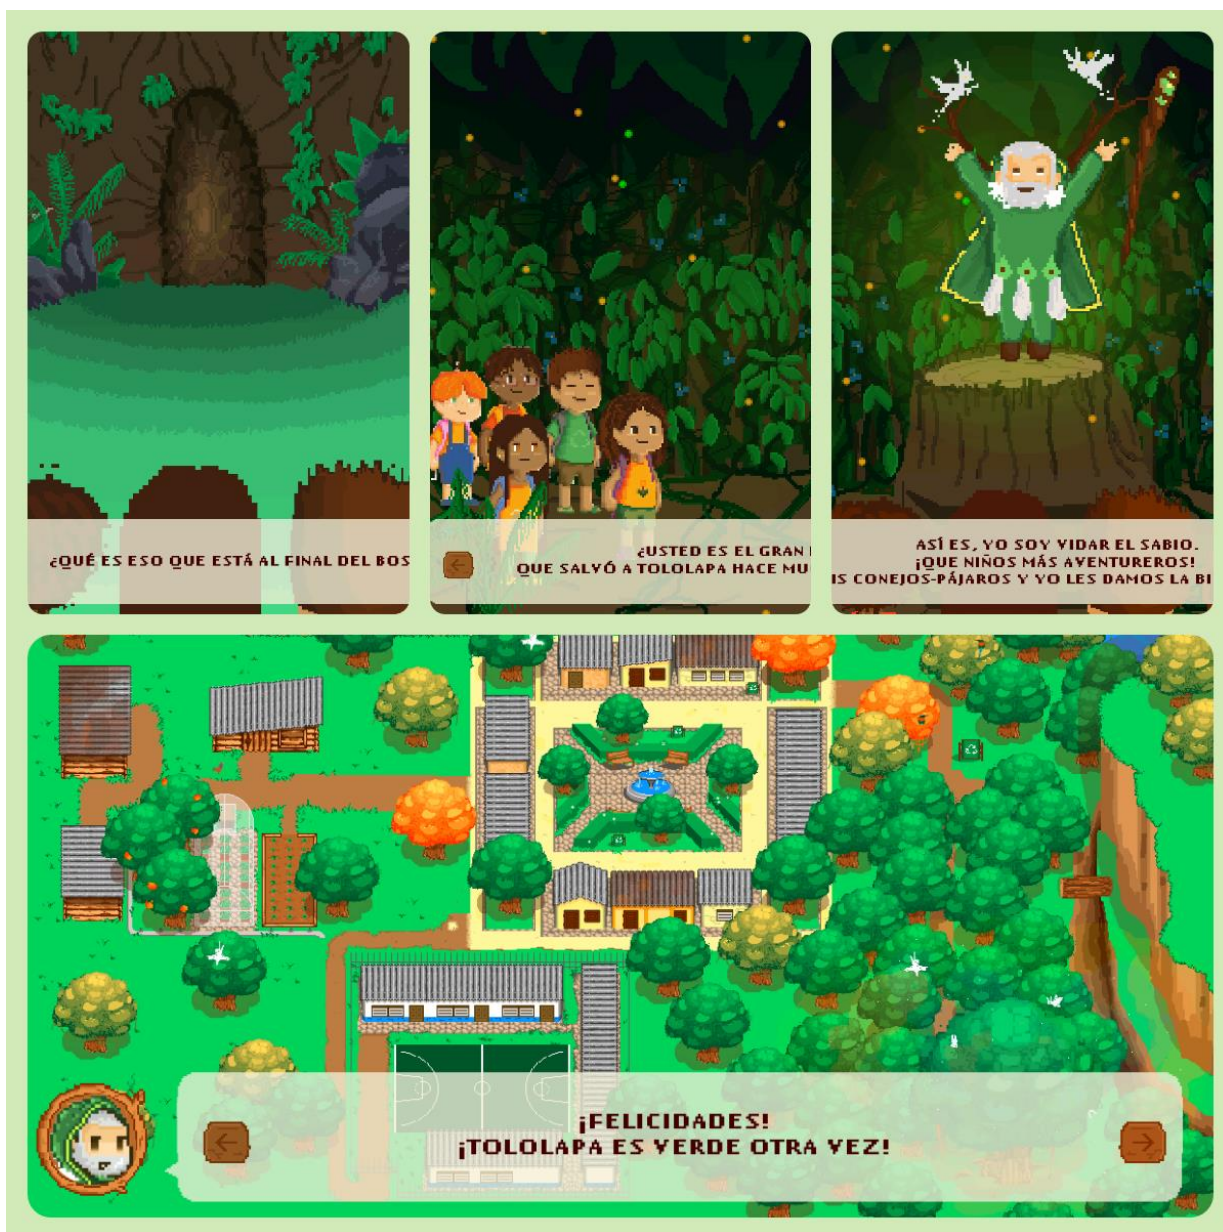 ¿QUÉ ES ESO QUE ESTÁ AL FINAL DEL BOS
¿USTED ES EL GRAN
QUE SALVÓ A TOLOLAPA HACE MU
ASÍ ES, YO SOY VIDAR EL SABIO.
¡QUE NIÑOS MÁS AVENTUREROS!
IS CONEJOS-PÁJAROS Y YO LES DAMOS LA BI
¡FELICIDADES!
¡TOLOLAPA ES VERDE OTRA VEZ!